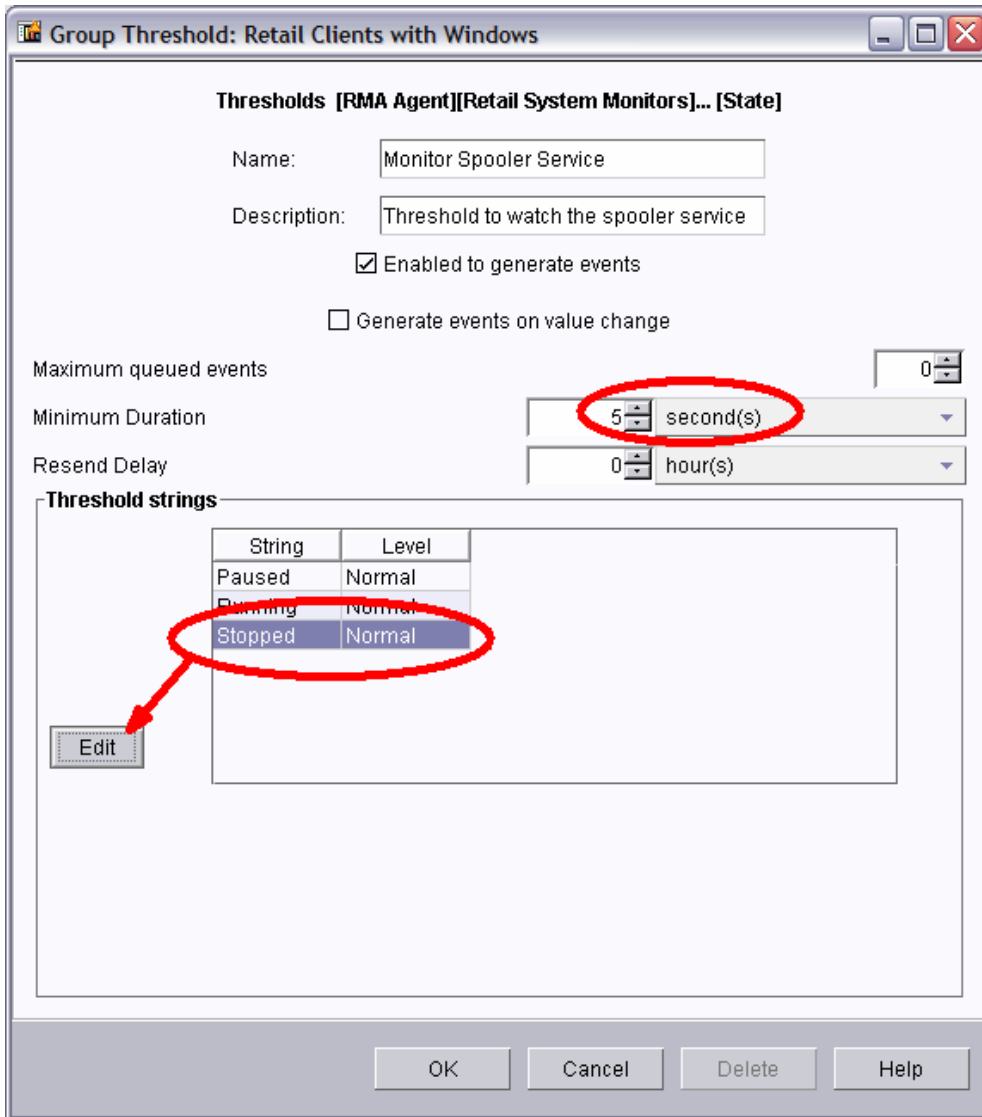 Group Threshold: Retail Clients with Windows
Thresholds [RMA Agent][Retail System Monitors]... [State]
Name: Monitor Spooler Service
Description: Threshold to watch the spooler service
Enabled to generate events
Generate events on value change
Maximum queued events 0
Minimum Duration 5 second(s)
Resend Delay 0 hour(s)
Threshold strings
String Level
Paused Normal
Running Normal
Stopped Normal
Edit
OK Cancel Delete Help